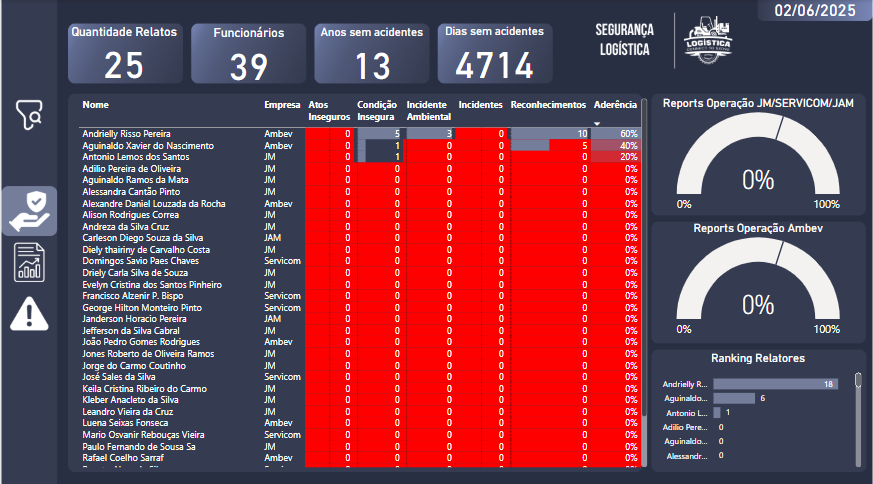 02/06/2025
Quantidade Relatos
25
Funcionários
39
Anos sem acidentes
13
Dias sem acidentes
4714
SEGURANÇA
LOGÍSTICA
LOGÍSTICA
Nome Empresa Atos Inseguros Condição Insegura Incidente Ambiental Incidentes Reconhecimentos Aderência
Andrielly Risso Pereira Ambev 0 5 3 0 10 60%
Aguinaldo Xavier do Nascimento Ambev 0 1 0 0 5 40%
Antonio Lemos dos Santos JM 0 1 0 0 0 20%
Adilio Pereira de Oliveira JM 0 0 0 0 0 0%
Aguinaldo Ramos da Mata JM 0 0 0 0 0 0%
Alessandra Cantão Pinto JM 0 0 0 0 0 0%
Alexandre Daniel Louzada da Rocha Ambev 0 0 0 0 0 0%
Alison Rodrigues Correa JM 0 0 0 0 0 0%
Andreza da Silva Cruz JM 0 0 0 0 0 0%
Carleson Diego Souza da Silva JAM 0 0 0 0 0 0%
Diely thairiny de Carvalho Costa JM 0 0 0 0 0 0%
Domingos Savio Paes Chaves Servicom 0 0 0 0 0 0%
Driely Carla Silva de Souza JM 0 0 0 0 0 0%
Evelyn Cristina dos Santos Pinheiro JM 0 0 0 0 0 0%
Francisco Alzenir P. Bispo Servicom 0 0 0 0 0 0%
George Hilton Monteiro Pinto Servicom 0 0 0 0 0 0%
Janderson Horacio Pereira JAM 0 0 0 0 0 0%
Jefferson da Silva Cabral JM 0 0 0 0 0 0%
João Pedro Gomes Rodrigues Ambev 0 0 0 0 0 0%
Jones Roberto de Oliveira Ramos JM 0 0 0 0 0 0%
Jorge do Carmo Coutinho JM 0 0 0 0 0 0%
José Sales da Silva Servicom 0 0 0 0 0 0%
Keila Cristina Ribeiro do Carmo JM 0 0 0 0 0 0%
Kleber Anacleto da Silva JM 0 0 0 0 0 0%
Leandro Vieira da Cruz JM 0 0 0 0 0 0%
Luena Seixas Fonseca Ambev 0 0 0 0 0 0%
Mario Osvanir Rebouças Vieira Servicom 0 0 0 0 0 0%
Paulo Fernando de Sousa Sa JM 0 0 0 0 0 0%
Rafael Coelho Sarraf Ambev 0 0 0 0 0 0%
Reports Operação JM/SERVICOM/JAM
0%
0% 100%
Reports Operação Ambev
0%
0% 100%
Ranking Relatores
Andrielly R... 18
Aguinaldo... 6
Antonio L... 1
Adilio Pere... 0
Aguinaldo... 0
Alessandr... 0